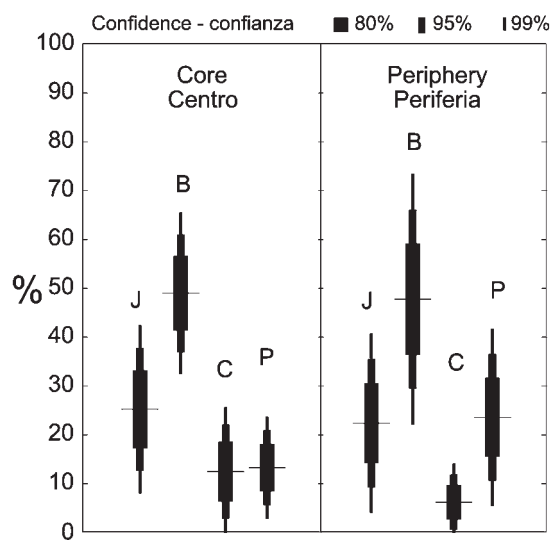 Confidence - confianza 80% 95% 99%
100
90
80
70
60
50
40
30
20
10
0
%
Core
Centro
J
B
C
P
Periphery
Periferia
J
B
C
P